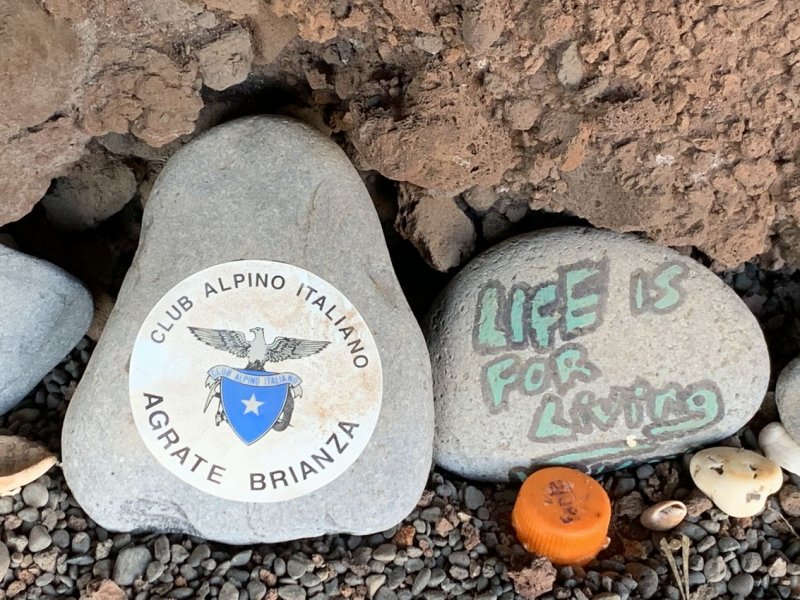 CLUB ALPINO ITALIANO
CLUB ALPINO ITALIANO
AGRATE BRIANZA
LIFE IS
FOR
LIVING